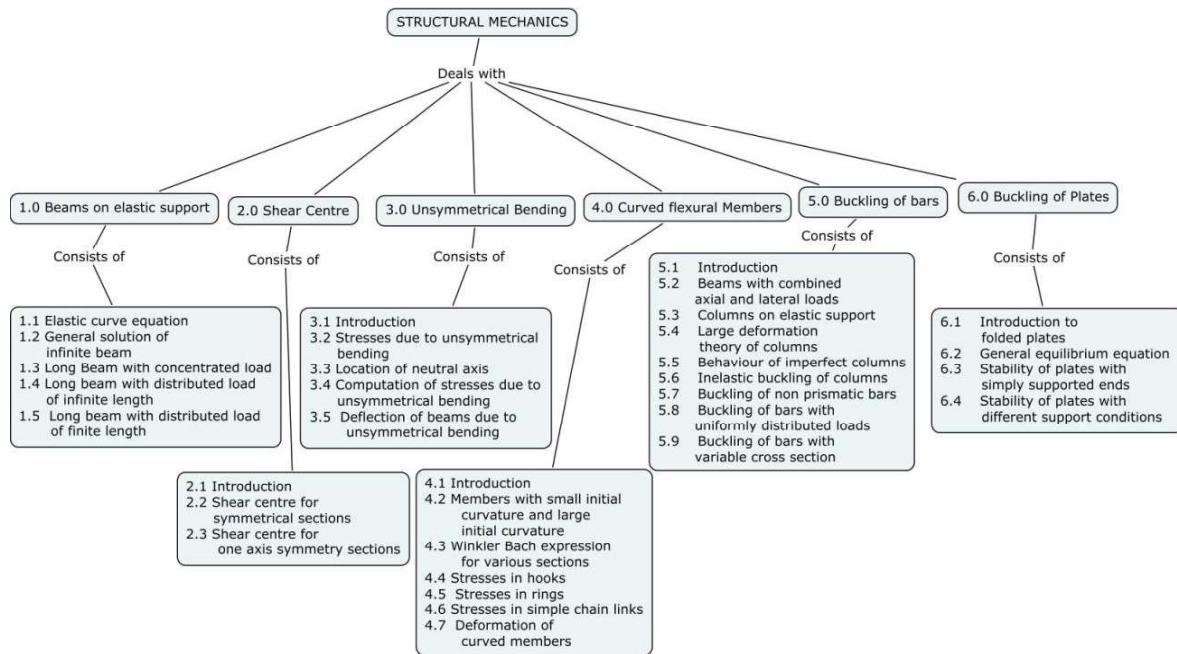 STRUCTURAL MECHANICS
Deals with
1.0 Beams on elastic support
2.0 Shear Centre
3.0 Unsymmetrical Bending
4.0 Curved flexural Members
5.0 Buckling of bars
6.0 Buckling of Plates
Consists of
1.1 Elastic curve equation
1.2 General solution of
infinite beam
1.3 Long Beam with concentrated load
1.4 Long beam with distributed load
of infinite length
1.5 Long beam with distributed load
of finite length
Consists of
2.1 Introduction
2.2 Shear centre for
symmetrical sections
2.3 Shear centre for
one axis symmetry sections
Consists of
3.1 Introduction
3.2 Stresses due to unsymmetrical
bending
3.3 Location of neutral axis
3.4 Computation of stresses due to
unsymmetrical bending
3.5 Deflection of beams due to
unsymmetrical bending
Consists of
4.1 Introduction
4.2 Members with small initial
curvature and large
initial curvature
4.3 Winkler Bach expression
for various sections
4.4 Stresses in hooks
4.5 Stresses in rings
4.6 Stresses in simple chain links
4.7 Deformation of
curved members
Consists of
5.1 Introduction
5.2 Beams with combined
axial and lateral loads
5.3 Columns on elastic support
5.4 Large deformation
theory of columns
5.5 Behaviour of imperfect columns
5.6 Inelastic buckling of columns
5.7 Buckling of non prismatic bars
5.8 Buckling of bars with
uniformly distributed loads
5.9 Buckling of bars with
variable cross section
Consists of
6.1 Introduction to
folded plates
6.2 General equilibrium equation
6.3 Stability of plates with
simply supported ends
6.4 Stability of plates with
different support conditions